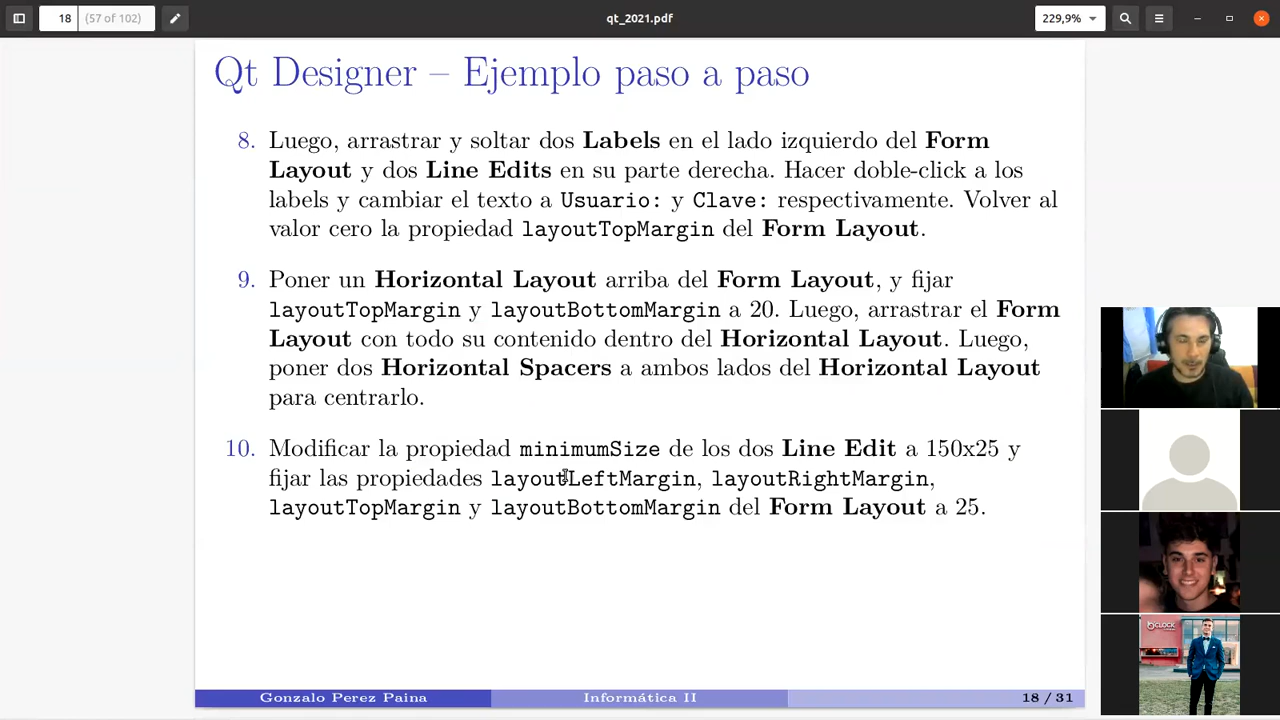 18
(57 of 102)
qt_2021.pdf
229,9%
Qt Designer – Ejemplo paso a paso
8. Luego, arrastrar y soltar dos Labels en el lado izquierdo del Form
Layout y dos Line Edits en su parte derecha. Hacer doble-click a los
labels y cambiar el texto a Usuario: y Clave: respectivamente. Volver al
valor cero la propiedad layoutTopMargin del Form Layout.
9. Poner un Horizontal Layout arriba del Form Layout, y fijar
layoutTopMargin y layoutBottomMargin a 20. Luego, arrastrar el Form
Layout con todo su contenido dentro del Horizontal Layout. Luego,
poner dos Horizontal Spacers a ambos lados del Horizontal Layout
para centrarlo.
10. Modificar la propiedad minimumSize de los dos Line Edit a 150x25 y
fijar las propiedades layoutLeftMargin, layoutRightMargin,
layoutTopMargin y layoutBottomMargin del Form Layout a 25.
CLOCK
Gonzalo Perez Paina
Informática II
18 / 31